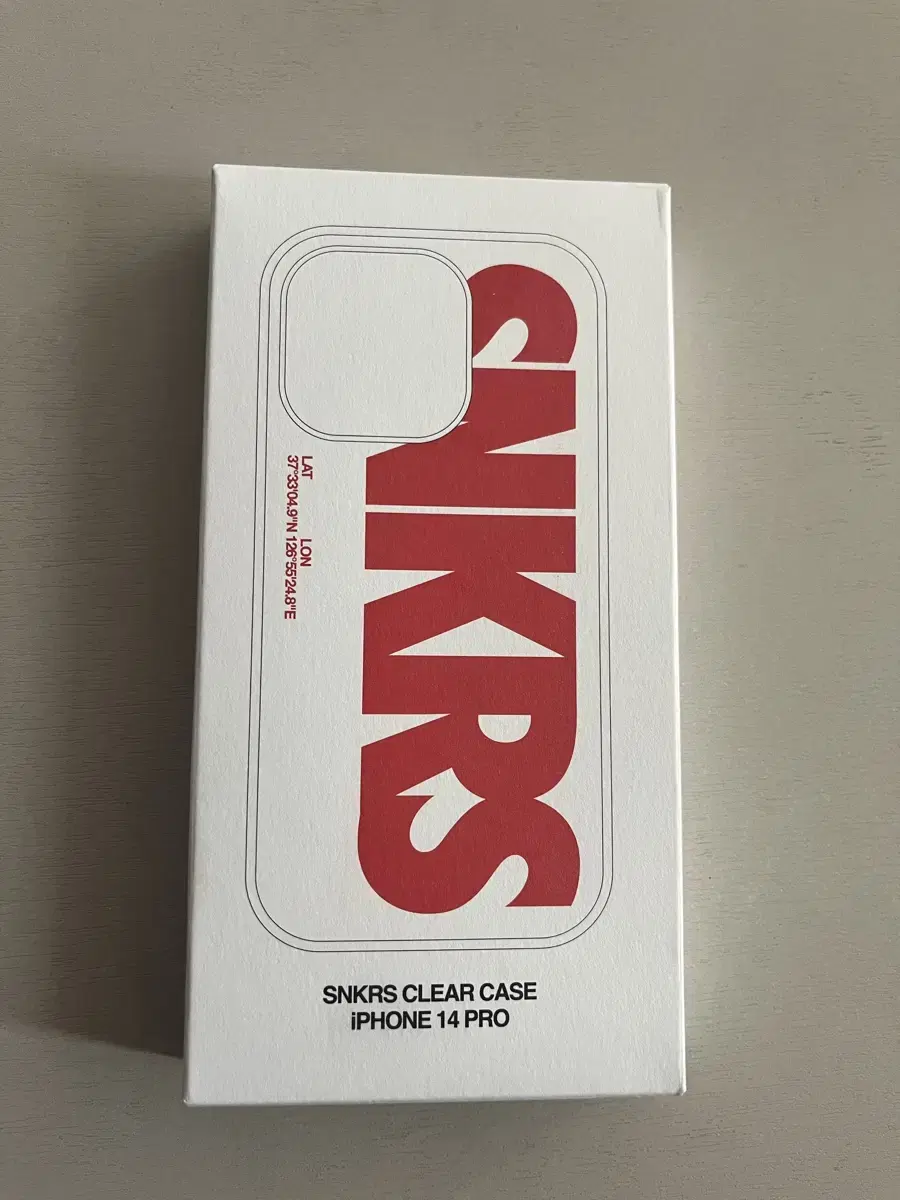 SNKRS
LAT
37°33'04.9"N
LON
126°55'24.8"E
SNKRS CLEAR CASE
iPHONE 14 PRO